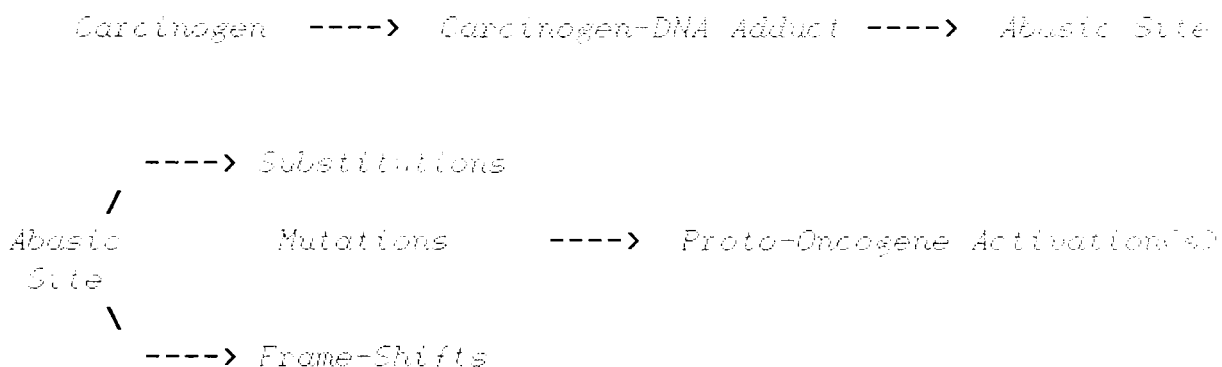 Carcinogen ----> Carcinogen-DNA Adduct ----> Abasic Site
----> Substitutions
/
Abasic Mutations ----> Proto-Oncogene Activation(s)
Site
\
----> Frame-Shifts